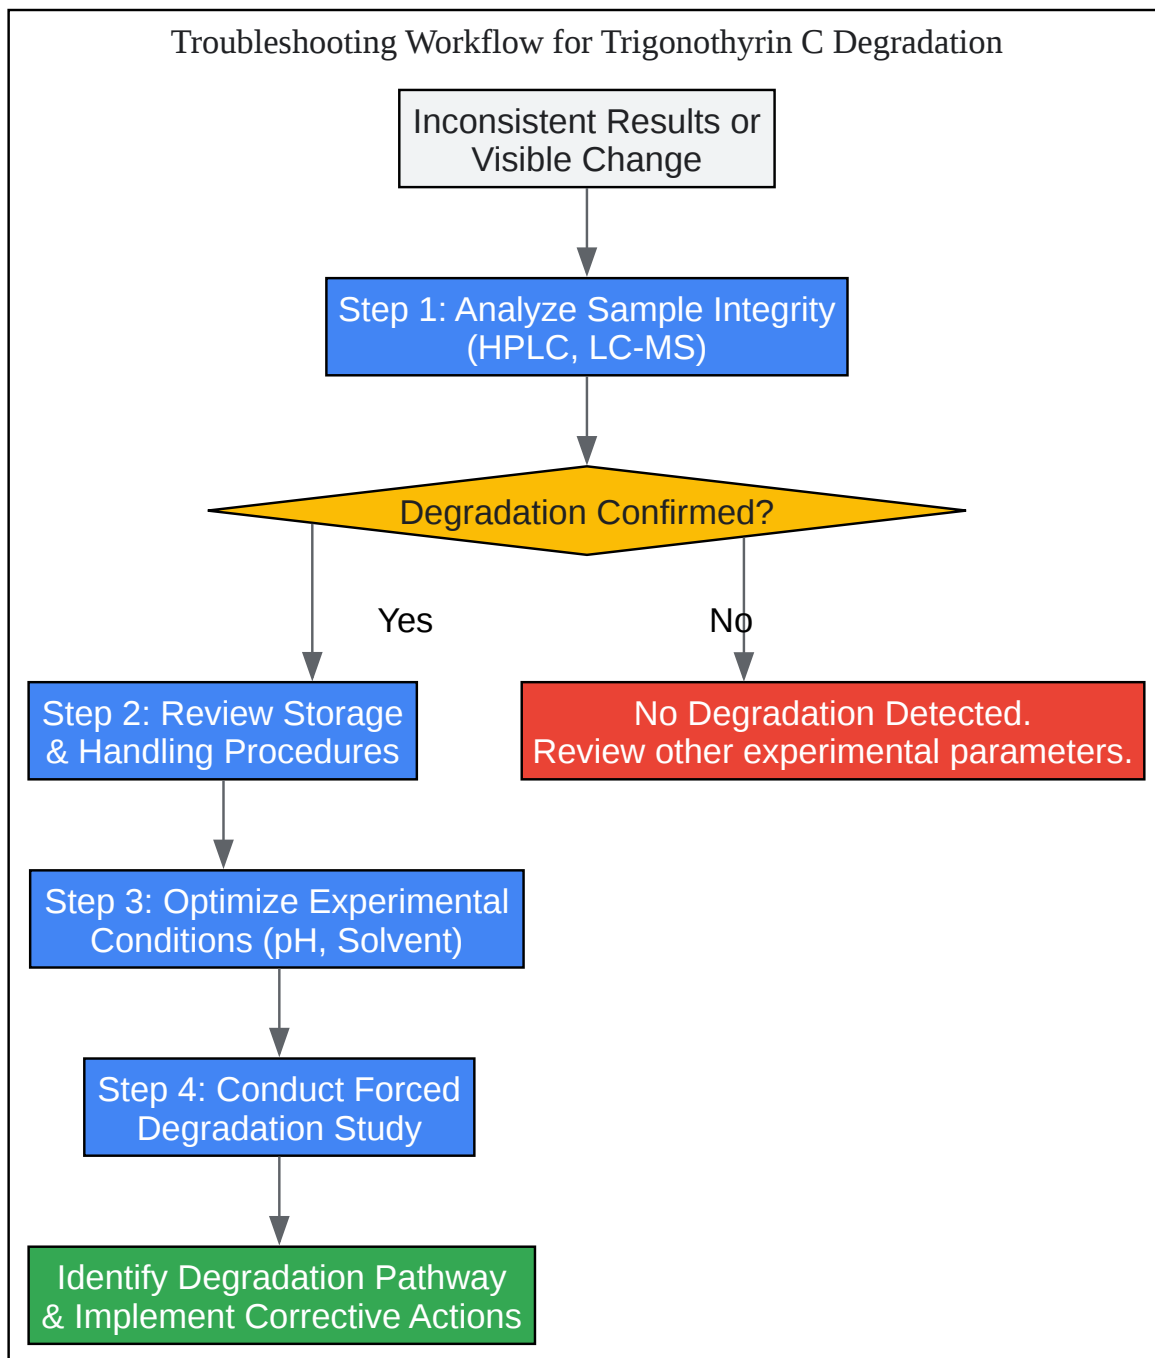 Troubleshooting Workflow for Trigonothyrin C Degradation
Inconsistent Results or
Visible Change
Step 1: Analyze Sample Integrity
(HPLC, LC-MS)
Degradation Confirmed?
Yes
No
Step 2: Review Storage
& Handling Procedures
No Degradation Detected.
Review other experimental parameters.
Step 3: Optimize Experimental
Conditions (pH, Solvent)
Step 4: Conduct Forced
Degradation Study
Identify Degradation Pathway
& Implement Corrective Actions